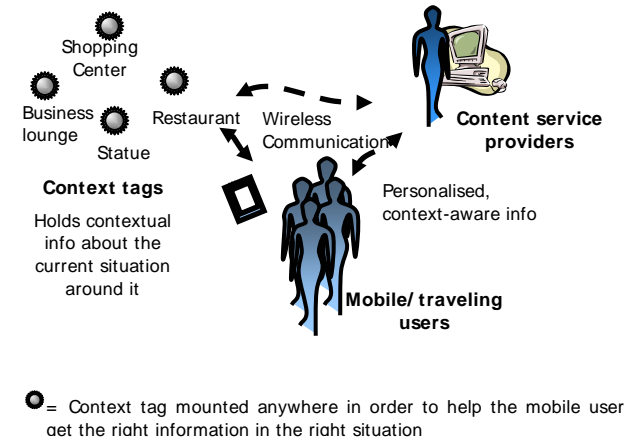 Shopping
Center
Business
lounge
Statue
Restaurant
Wireless
Communication
Content service
providers
Context tags
Holds contextual
info about the
current situation
around it
Personalised,
context-aware info
Mobile/ traveling
users
= Context tag mounted anywhere in order to help the mobile user
get the right information in the right situation